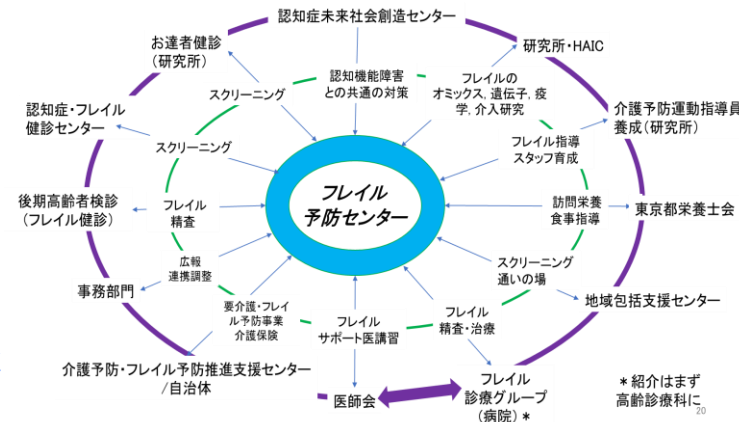 認知症未来社会創造センター
お達者健診
(研究所)
研究所・HAIC
認知機能障害
との共通の対策
フレイルの
オミックス, 遺伝子, 疫
学, 介入研究
スクリーニング
認知症・フレイル
健診センター
介護予防運動指導員
養成(研究所)
スクリーニング
フレイル指導
スタッフ育成
フレイル
予防センター
後期高齢者検診
(フレイル健診)
フレイル
精査
訪問栄養
食事指導
東京都栄養士会
広報
連携調整
スクリーニング
通いの場
事務部門
地域包括支援センター
要介護・フレイ
ル予防事業
介護保険
フレイル
サポート医講習
フレイル
精査・治療
介護予防・フレイル予防推進支援センター
/自治体
医師会
フレイル
診療グループ
(病院) *
* 紹介はまず
高齢診療科に
20